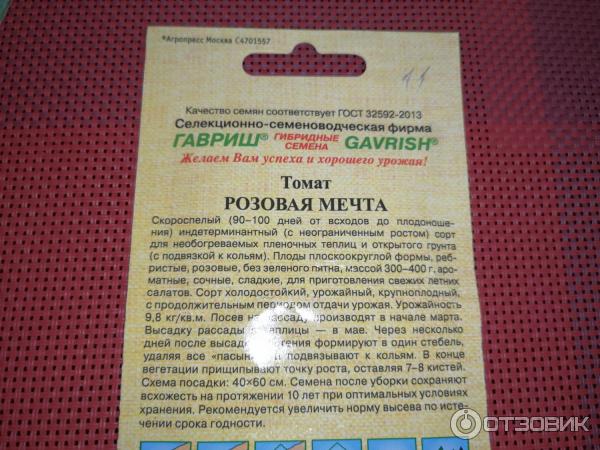 *Агропресс Москва С4701557
11
Качество семян соответствует ГОСТ 32592-2013
Селекционно-семеноводческая фирма
ГАВРИШ® ГИБРИДНЫЕ СЕМЕНА GAVRISH®
Желаем Вам успеха и хорошего урожая!
Томат
РОЗОВАЯ МЕЧТА
Скороспелый (90–100 дней от всходов до плодоноше-
ния) индетерминантный (с неограниченным ростом) сорт
для необогреваемых пленочных теплиц и открытого грунта
(с подвязкой к кольям). Плоды плоскоокруглой формы, реб-
ристые, розовые, без зеленого пятна, массой 300–400 г, аро-
матные, сочные, сладкие, для приготовления свежих летних
салатов. Сорт холодостойкий, урожайный, крупноплодный,
с продолжительным периодом отдачи урожая. Урожайность
9,8 кг/кв.м. Посев на рассаду производят в начале марта.
Высадку рассады в теплицы — в мае. Через несколько
дней после высадки растения формируют в один стебель,
удаляя все «пасынки» и подвязывают к кольям. В конце
вегетации прищипывают точку роста, оставляя 7–8 кистей.
Схема посадки: 40×60 см. Семена после уборки сохраняют
всхожесть на протяжении 10 лет при оптимальных условиях
хранения. Рекомендуется увеличить норму высева по исте-
чении срока годности.
ОТЗОВИК